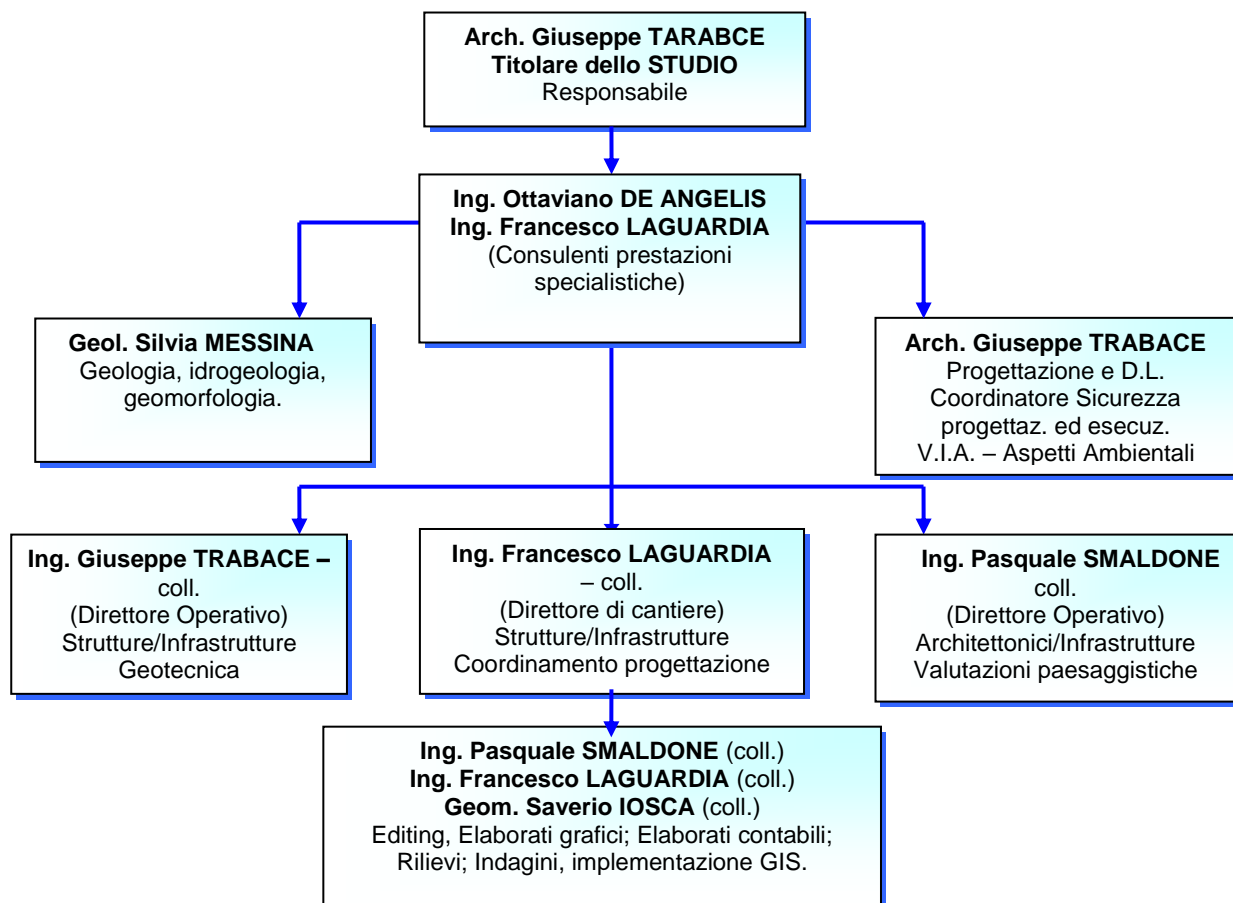 Arch. Giuseppe TARABCE
Titolare dello STUDIO
Responsabile
Ing. Ottaviano DE ANGELIS
Ing. Francesco LAGUARDIA
(Consulenti prestazioni
specialistiche)
Geol. Silvia MESSINA
Geologia, idrogeologia,
geomorfologia.
Arch. Giuseppe TRABACE
Progettazione e D.L.
Coordinatore Sicurezza
progettaz. ed esecuz.
V.I.A. – Aspetti Ambientali
Ing. Giuseppe TRABACE –
coll.
(Direttore Operativo)
Strutture/Infrastrutture
Geotecnica
Ing. Francesco LAGUARDIA
– coll.
(Direttore di cantiere)
Strutture/Infrastrutture
Coordinamento progettazione
Ing. Pasquale SMALDONE
coll.
(Direttore Operativo)
Architettonici/Infrastrutture
Valutazioni paesaggistiche
Ing. Pasquale SMALDONE (coll.)
Ing. Francesco LAGUARDIA (coll.)
Geom. Saverio IOSCA (coll.)
Editing, Elaborati grafici; Elaborati contabili;
Rilievi; Indagini, implementazione GIS.